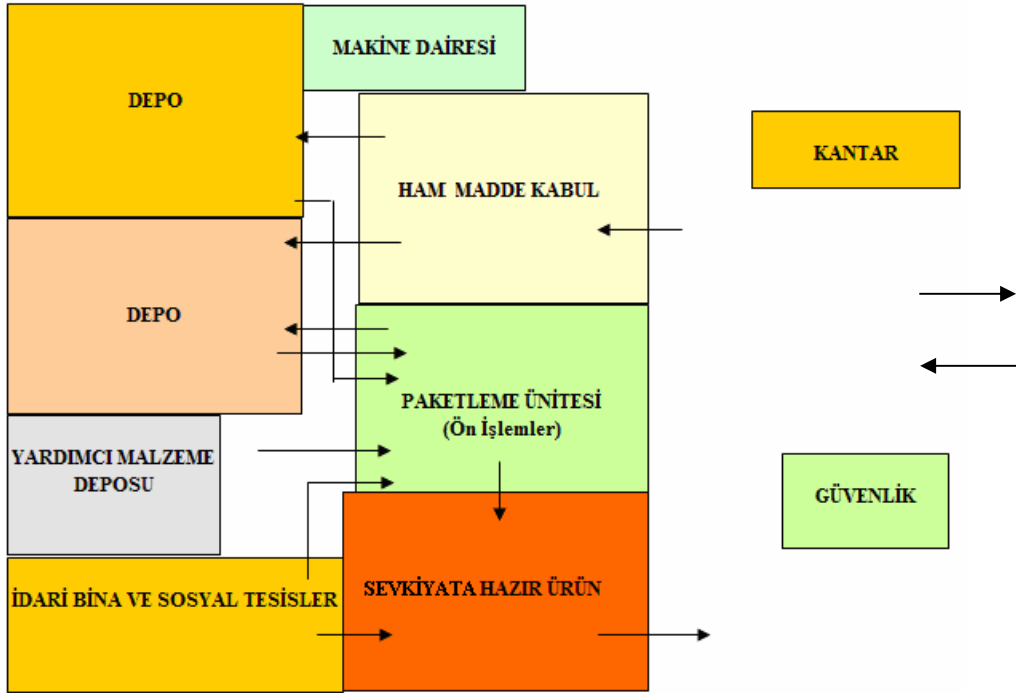 MAKİNE DAİRESİ
DEPO
KANTAR
HAM MADDE KABUL
DEPO
PAKETLEME ÜNİTESİ
(Ön İşlemler)
YARDIMCI MALZEME
DEPOSU
GÜVENLİK
İDARİ BİNA VE SOSYAL TESİSLER
SEVKİYATA HAZIR ÜRÜN